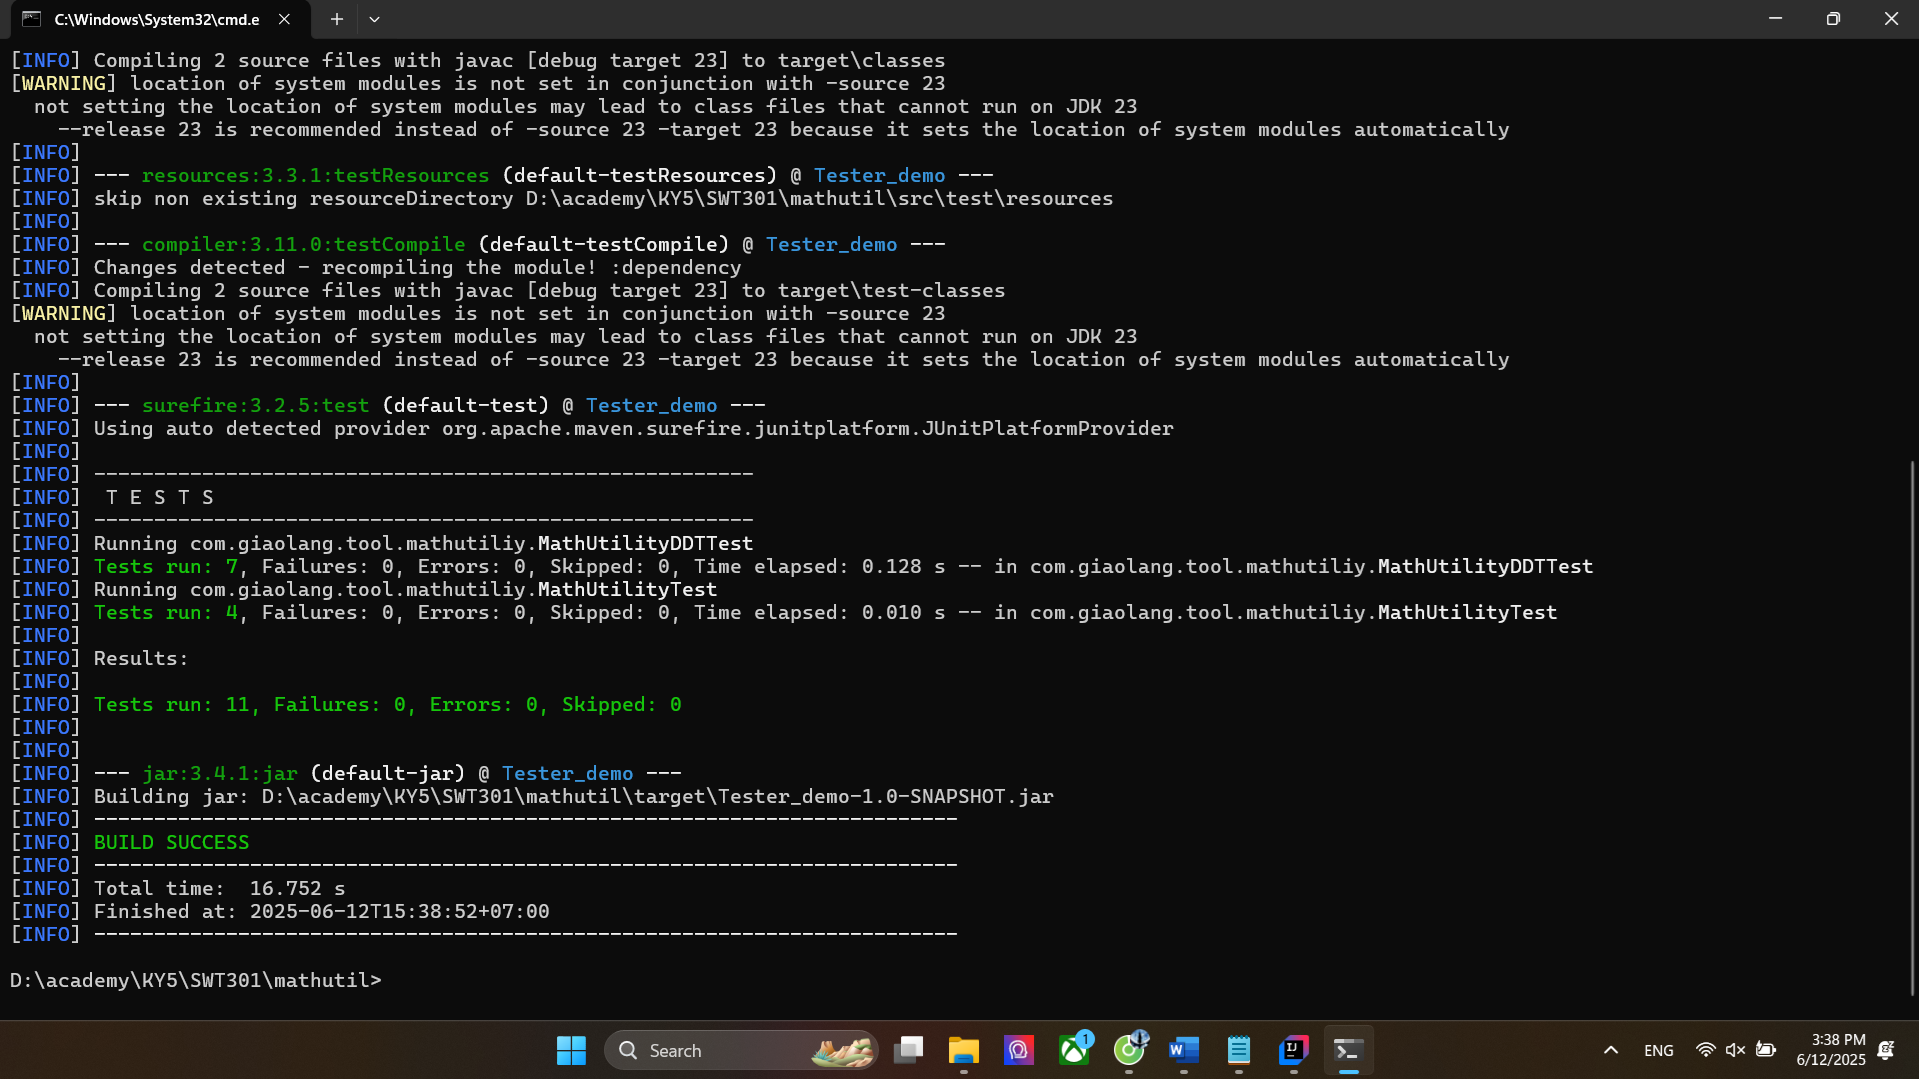 C:\Windows\System32\cmd.e
[INFO] Compiling 2 source files with javac [debug target 23] to target\classes
[WARNING] location of system modules is not set in conjunction with -source 23
  not setting the location of system modules may lead to class files that cannot run on JDK 23
    --release 23 is recommended instead of -source 23 -target 23 because it sets the location of system modules automatically
[INFO]
[INFO] --- resources:3.3.1:testResources (default-testResources) @ Tester_demo ---
[INFO] skip non existing resourceDirectory D:\academy\KY5\SWT301\mathutil\src\test\resources
[INFO]
[INFO] --- compiler:3.11.0:testCompile (default-testCompile) @ Tester_demo ---
[INFO] Changes detected - recompiling the module! :dependency
[INFO] Compiling 2 source files with javac [debug target 23] to target\test-classes
[WARNING] location of system modules is not set in conjunction with -source 23
  not setting the location of system modules may lead to class files that cannot run on JDK 23
    --release 23 is recommended instead of -source 23 -target 23 because it sets the location of system modules automatically
[INFO]
[INFO] --- surefire:3.2.5:test (default-test) @ Tester_demo ---
[INFO] Using auto detected provider org.apache.maven.surefire.junitplatform.JUnitPlatformProvider
[INFO]
[INFO] -------------------------------------------------------
[INFO]  T E S T S
[INFO] -------------------------------------------------------
[INFO] Running com.giaolang.tool.mathutiliy.MathUtilityDDTTest
[INFO] Tests run: 7, Failures: 0, Errors: 0, Skipped: 0, Time elapsed: 0.128 s -- in com.giaolang.tool.mathutiliy.MathUtilityDDTTest
[INFO] Running com.giaolang.tool.mathutiliy.MathUtilityTest
[INFO] Tests run: 4, Failures: 0, Errors: 0, Skipped: 0, Time elapsed: 0.010 s -- in com.giaolang.tool.mathutiliy.MathUtilityTest
[INFO]
[INFO] Results:
[INFO]
[INFO] Tests run: 11, Failures: 0, Errors: 0, Skipped: 0
[INFO]
[INFO]
[INFO] --- jar:3.4.1:jar (default-jar) @ Tester_demo ---
[INFO] Building jar: D:\academy\KY5\SWT301\mathutil\target\Tester_demo-1.0-SNAPSHOT.jar
[INFO] ------------------------------------------------------------------------
[INFO] BUILD SUCCESS
[INFO] ------------------------------------------------------------------------
[INFO] Total time:  16.752 s
[INFO] Finished at: 2025-06-12T15:38:52+07:00
[INFO] ------------------------------------------------------------------------
D:\academy\KY5\SWT301\mathutil>
Search
1
W
IJ
ENG
3:38 PM
6/12/2025